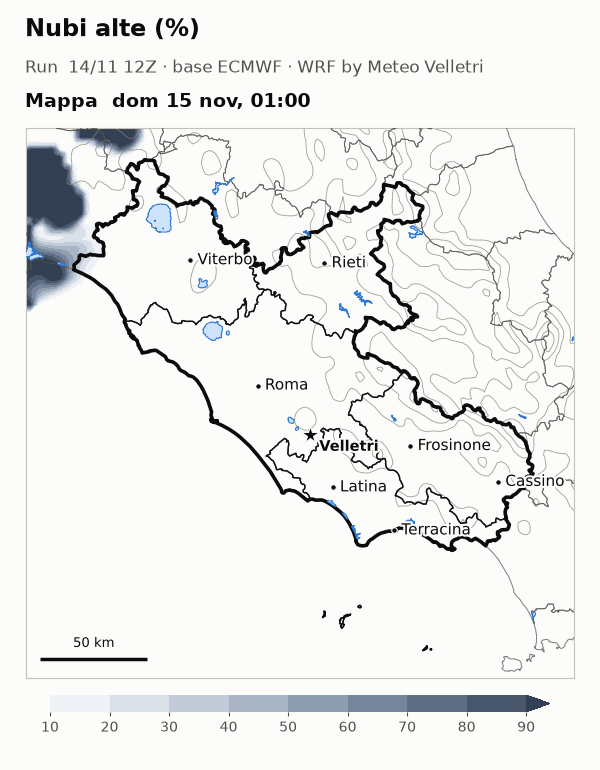 Nubi alte (%)
Run  14/11 12Z · base ECMWF · WRF by Meteo Velletri
Mappa  dom 15 nov, 01:00
Viterbo
Rieti
Roma
Velletri
Frosinone
Cassino
Latina
Terracina
50 km
10 20 30 40 50 60 70 80 90